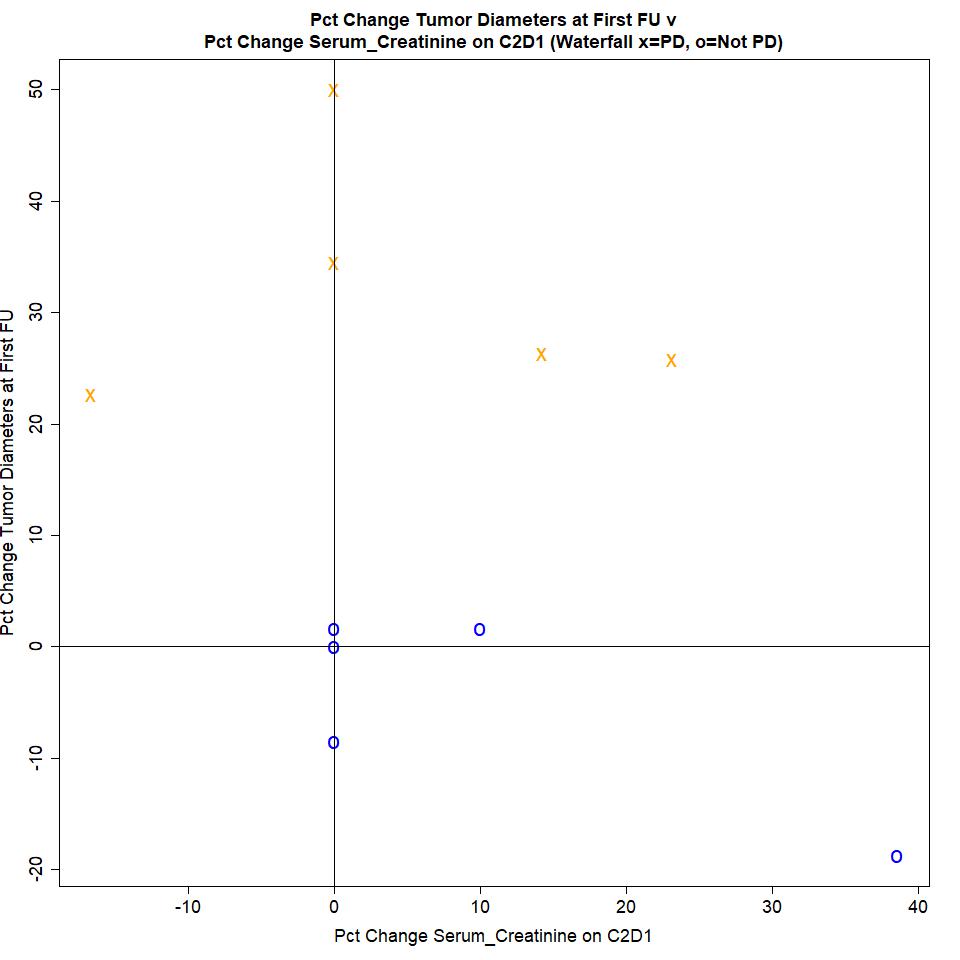 Pct Change Tumor Diameters at First FU v
Pct Change Serum_Creatinine on C2D1 (Waterfall x=PD, o=Not PD)
Pct Change Tumor Diameters at First FU
50
40
30
20
10
0
-10
-20
X
X
X
X
X
O
O
O
O
O
-10 0 10 20 30 40
Pct Change Serum_Creatinine on C2D1